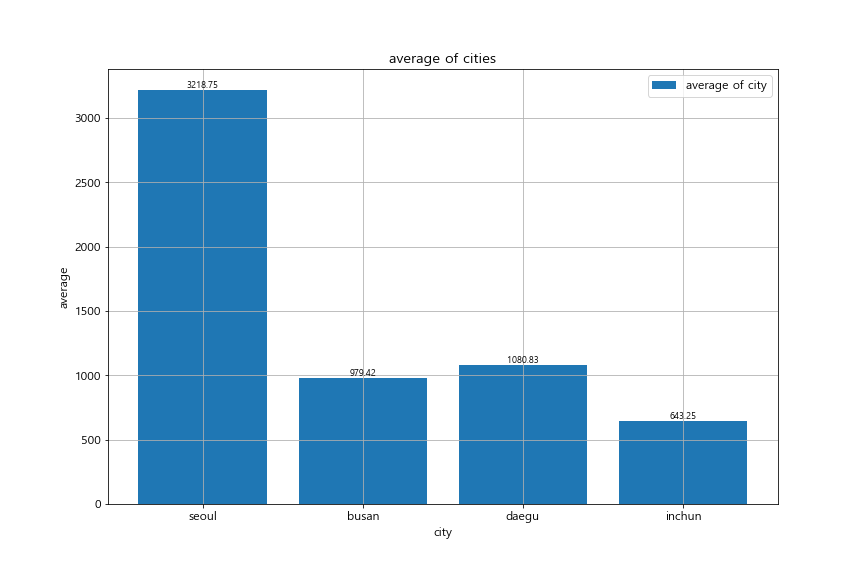 average of cities
average of city
3218.75
979.42
1080.83
643.25
3000
2500
2000
1500
1000
500
0
average
seoul busan daegu inchun
city